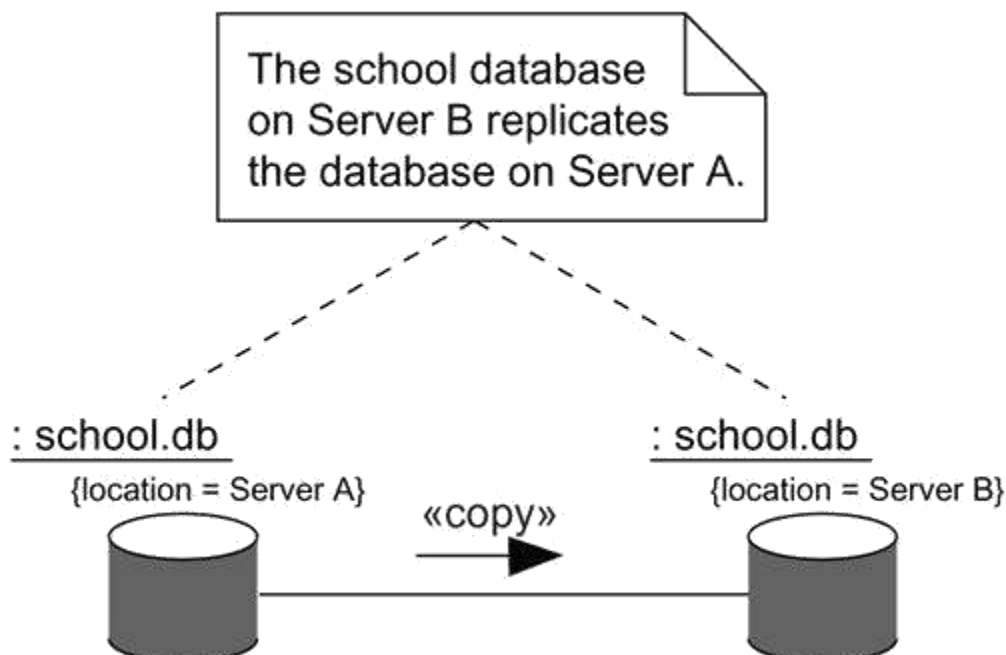 The school database
on Server B replicates
the database on Server A.
: school.db
{location = Server A}
: school.db
{location = Server B}
«copy»